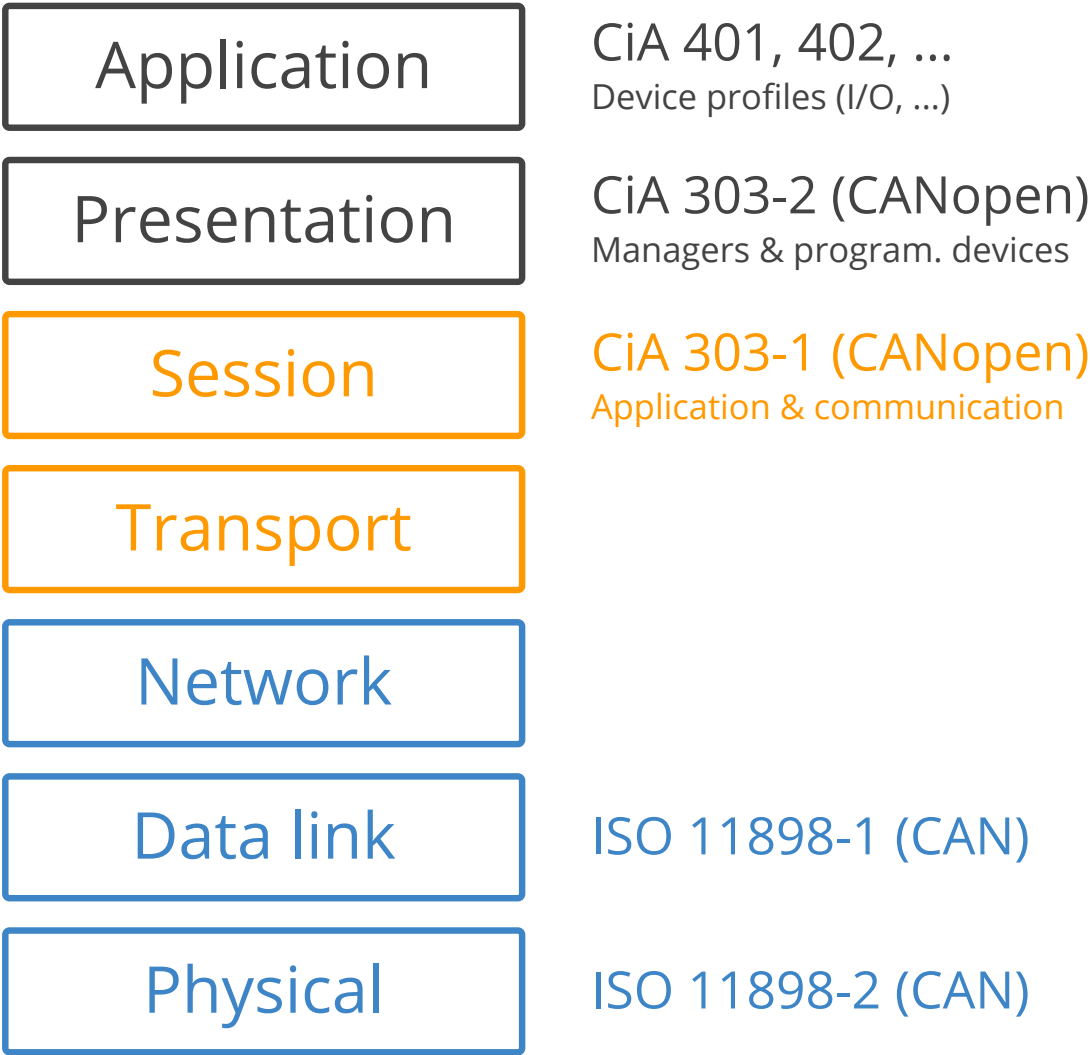 Application
CiA 401, 402, ...
Device profiles (I/O, ...)
Presentation
CiA 303-2 (CANopen)
Managers & program. devices
Session
CiA 303-1 (CANopen)
Application & communication
Transport
Network
Data link
ISO 11898-1 (CAN)
Physical
ISO 11898-2 (CAN)